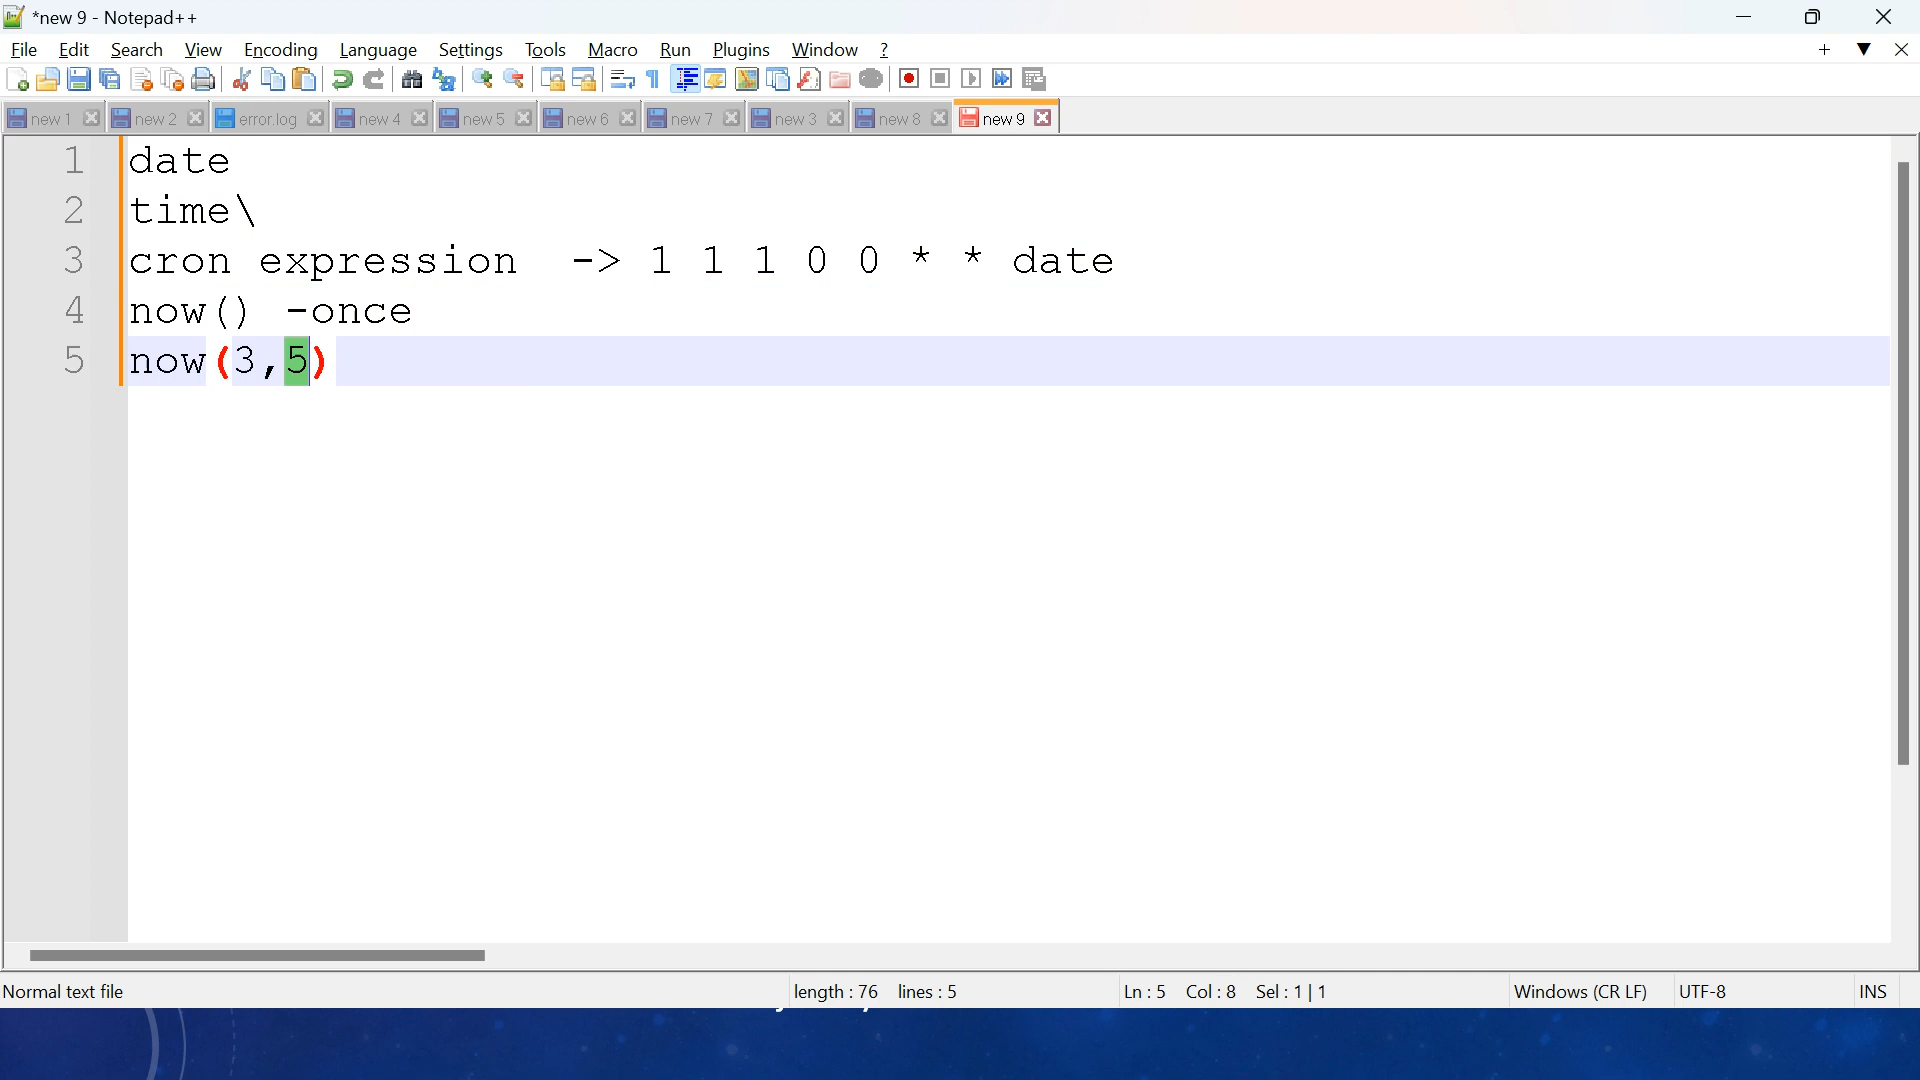 *new 9 - Notepad++
File Edit Search View Encoding Language Settings Tools Macro Run Plugins Window ?
new 1 new 2 error.log new 4 new 5 new 6 new 7 new 3 new 8 new 9
1 date
2 time\
3 cron expression  -> 1 1 1 0 0 * * date
4 now() -once
5 now(3,5)
Normal text file length : 76 lines : 5 Ln : 5 Col : 8 Sel : 1 | 1 Windows (CR LF) UTF-8 INS